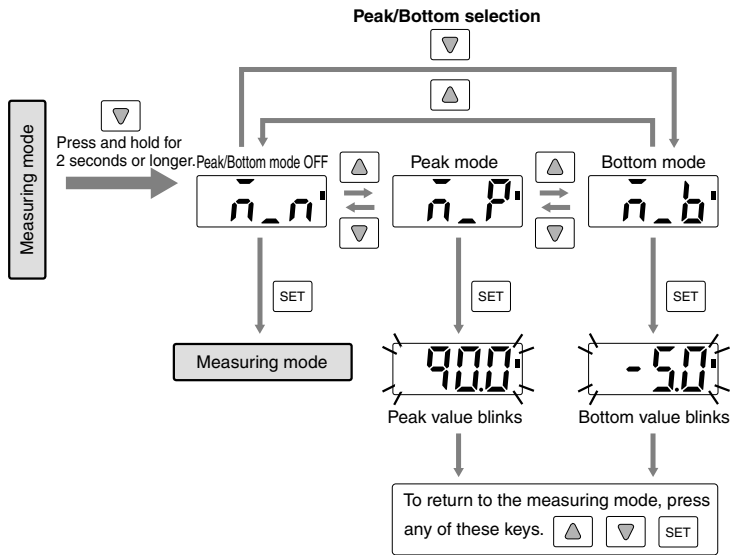 Peak/Bottom selection
Measuring mode
Press and hold for
2 seconds or longer.
Peak/Bottom mode OFF
Peak mode
Bottom mode
n_n
n_P
n_b
SET
SET
SET
Measuring mode
90.0
-5.0
Peak value blinks
Bottom value blinks
To return to the measuring mode, press
any of these keys. SET